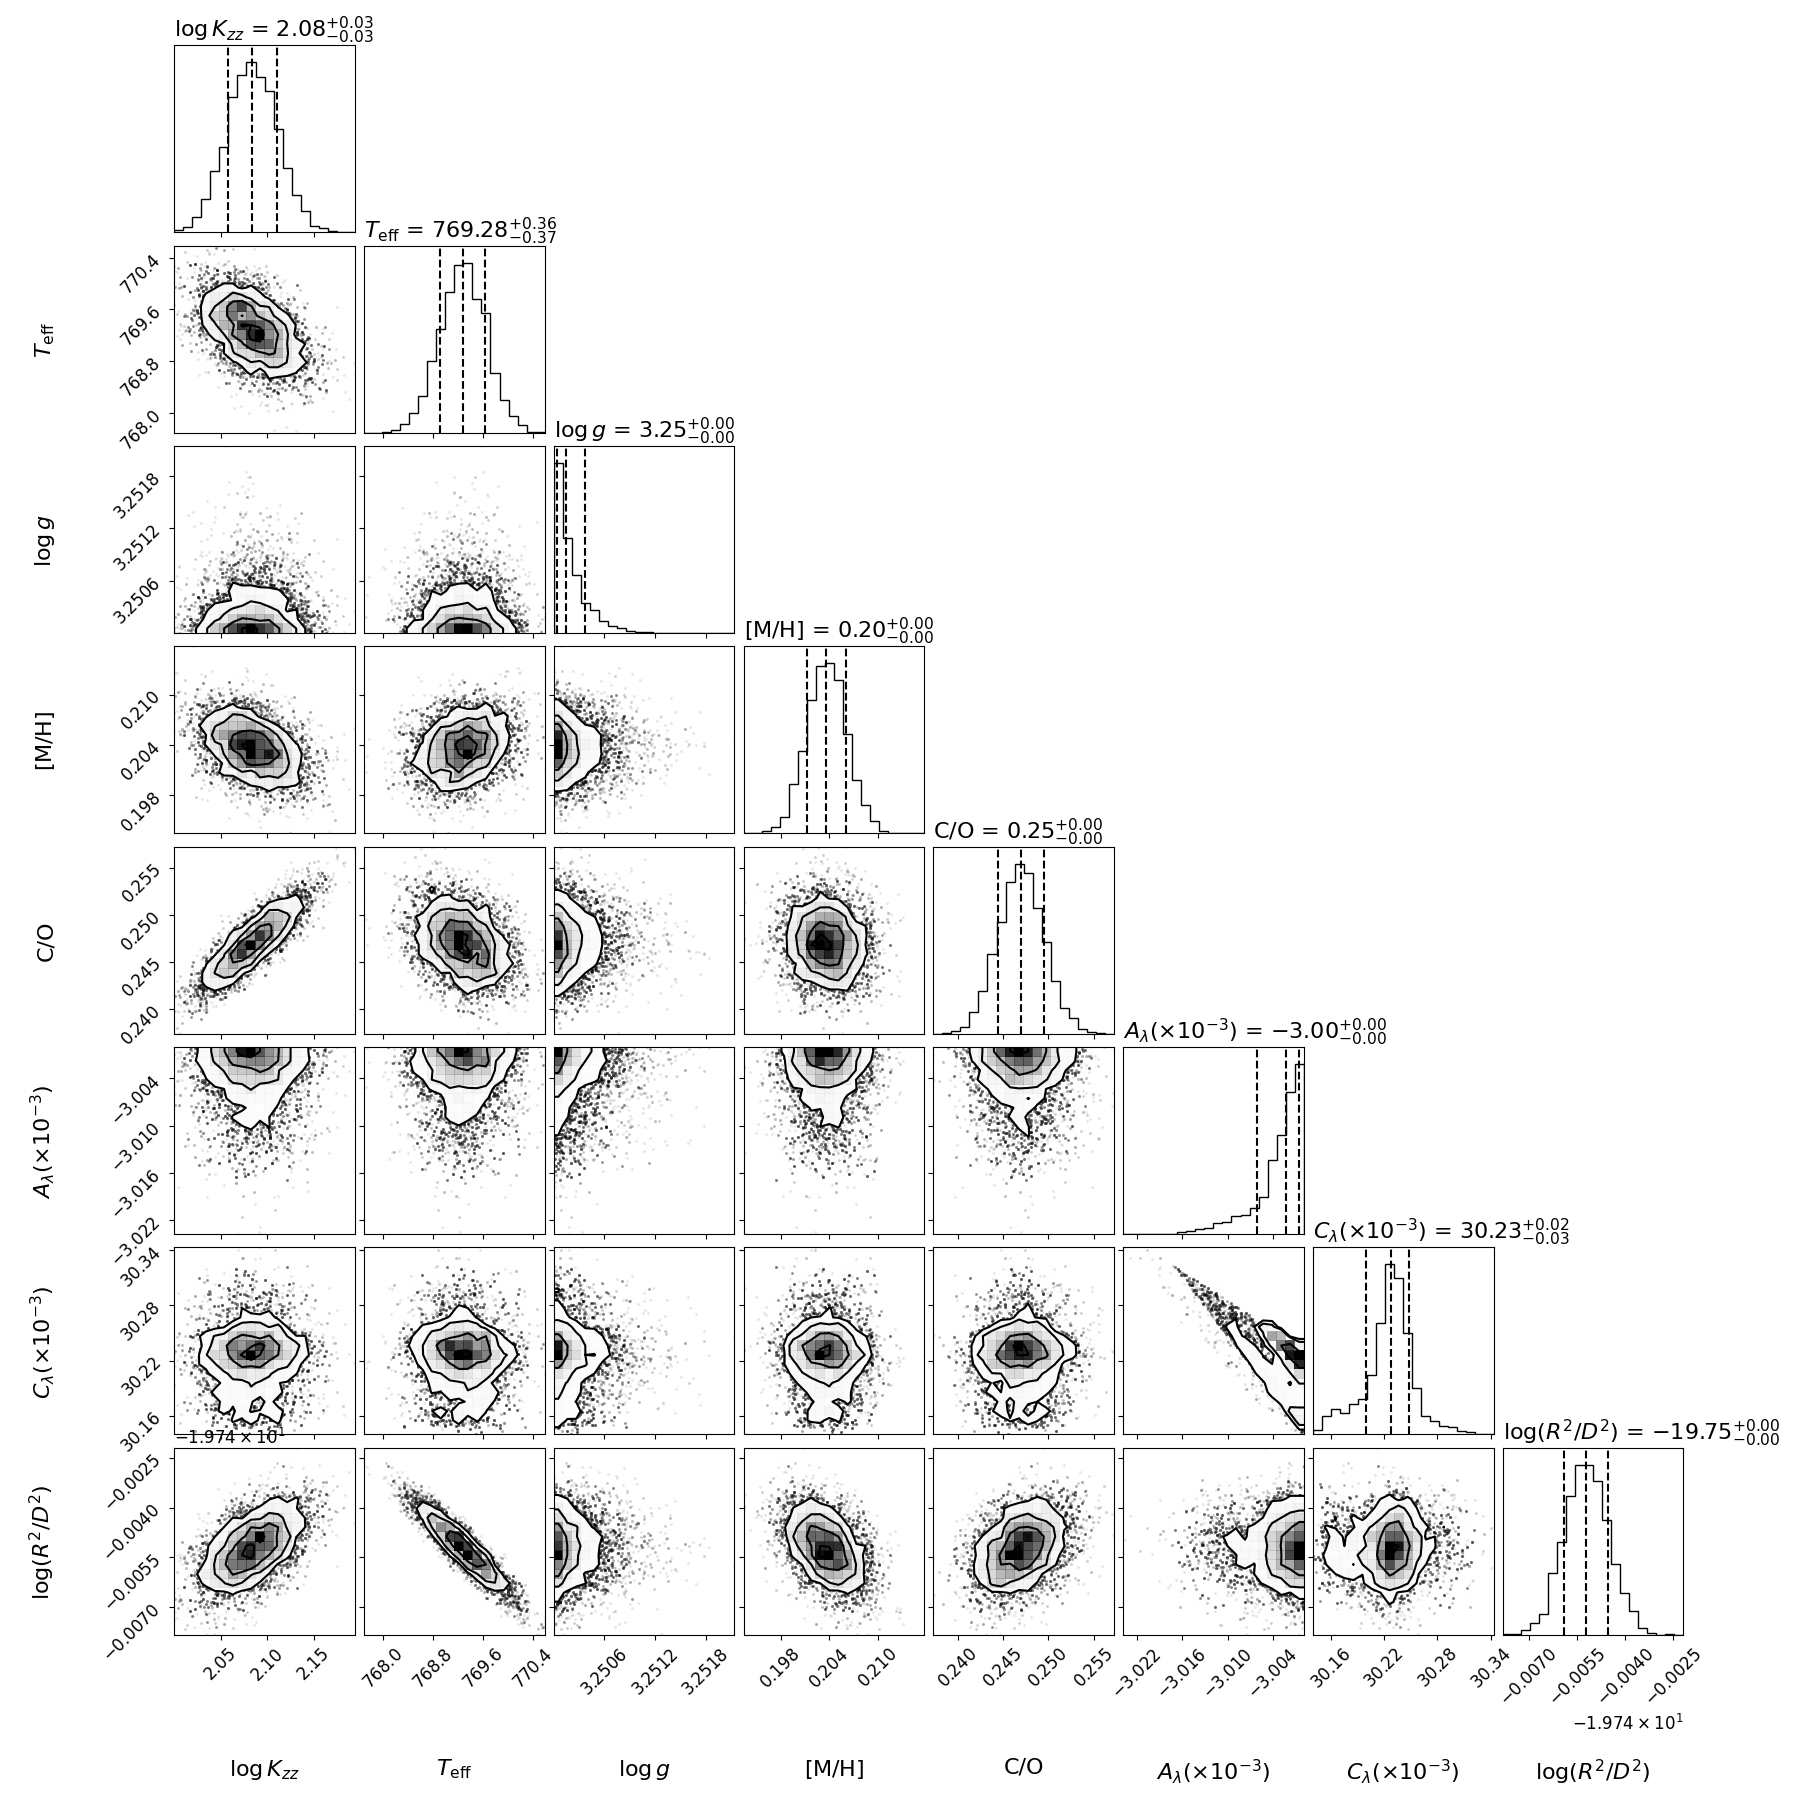 log K_zz = 2.08 +0.03 −0.03
T_eff = 769.28 +0.36 −0.37
770.4
769.6
768.8
768.0
T_eff
log g = 3.25 +0.00 −0.00
3.2518
3.2512
3.2506
log g
[M/H] = 0.20 +0.00 −0.00
0.210
0.204
0.198
[M/H]
C/O = 0.25 +0.00 −0.00
0.255
0.250
0.245
0.240
C/O
A_λ(×10^−3) = −3.00 +0.00 −0.00
−3.004
−3.010
−3.016
−3.022
A_λ(×10^−3)
C_λ(×10^−3) = 30.23 +0.02 −0.03
30.34
30.28
30.22
30.16
C_λ(×10^−3)
log(R^2/D^2) = −19.75 +0.00 −0.00
−1.974 × 10^1
−0.0025
−0.0040
−0.0055
−0.0070
log(R^2/D^2)
2.05 2.10 2.15
768.0 768.8 769.6 770.4
3.2506 3.2512 3.2518
0.198 0.204 0.210
0.240 0.245 0.250 0.255
−3.022 −3.016 −3.010 −3.004
30.16 30.22 30.28 30.34
−0.0070 −0.0055 −0.0040 −0.0025
−1.974 × 10^1
log K_zz T_eff log g [M/H] C/O A_λ(×10^−3) C_λ(×10^−3) log(R^2/D^2)